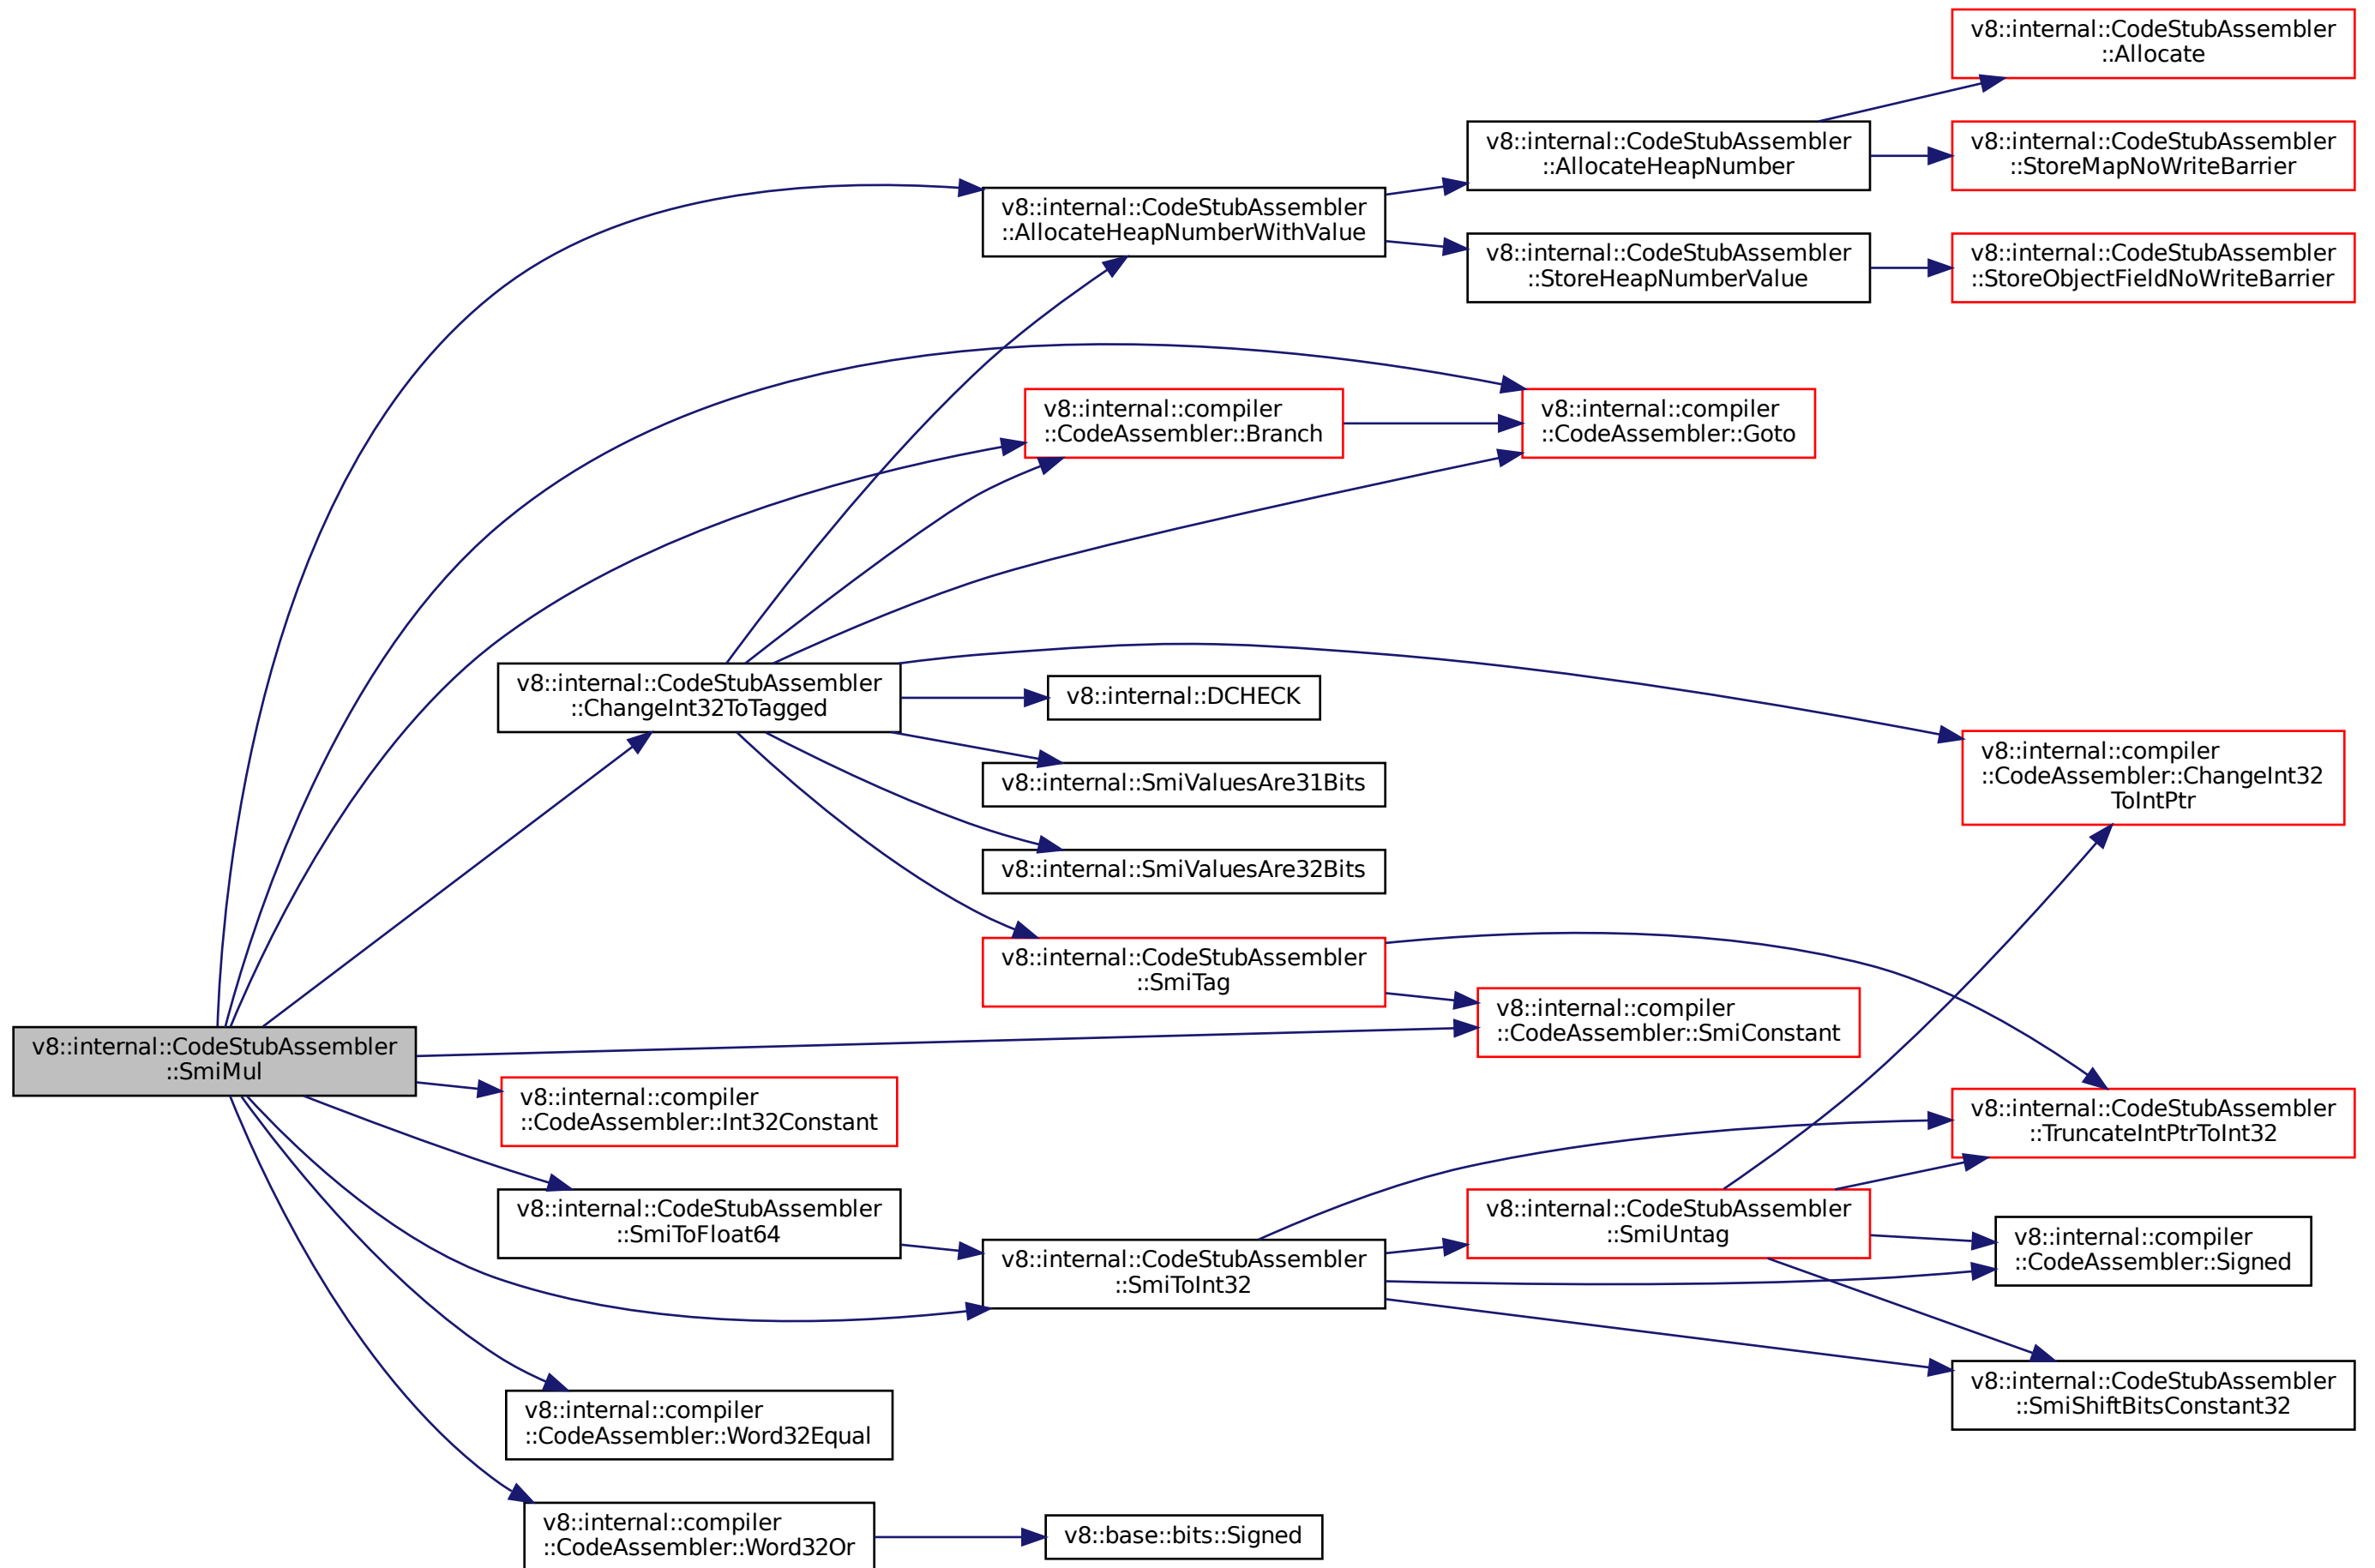 v8::internal::CodeStubAssembler
::Allocate
v8::internal::CodeStubAssembler
::AllocateHeapNumber
v8::internal::CodeStubAssembler
::StoreMapNoWriteBarrier
v8::internal::CodeStubAssembler
::AllocateHeapNumberWithValue
v8::internal::CodeStubAssembler
::StoreHeapNumberValue
v8::internal::CodeStubAssembler
::StoreObjectFieldNoWriteBarrier
v8::internal::compiler
::CodeAssembler::Branch
v8::internal::compiler
::CodeAssembler::Goto
v8::internal::CodeStubAssembler
::ChangeInt32ToTagged
v8::internal::DCHECK
v8::internal::SmiValuesAre31Bits
v8::internal::compiler
::CodeAssembler::ChangeInt32
ToIntPtr
v8::internal::SmiValuesAre32Bits
v8::internal::CodeStubAssembler
::SmiTag
v8::internal::compiler
::CodeAssembler::SmiConstant
v8::internal::CodeStubAssembler
::SmiMul
v8::internal::compiler
::CodeAssembler::Int32Constant
v8::internal::CodeStubAssembler
::TruncateIntPtrToInt32
v8::internal::CodeStubAssembler
::SmiToFloat64
v8::internal::CodeStubAssembler
::SmiToInt32
v8::internal::CodeStubAssembler
::SmiUntag
v8::internal::compiler
::CodeAssembler::Signed
v8::internal::CodeStubAssembler
::SmiShiftBitsConstant32
v8::internal::compiler
::CodeAssembler::Word32Equal
v8::internal::compiler
::CodeAssembler::Word32Or
v8::base::bits::Signed